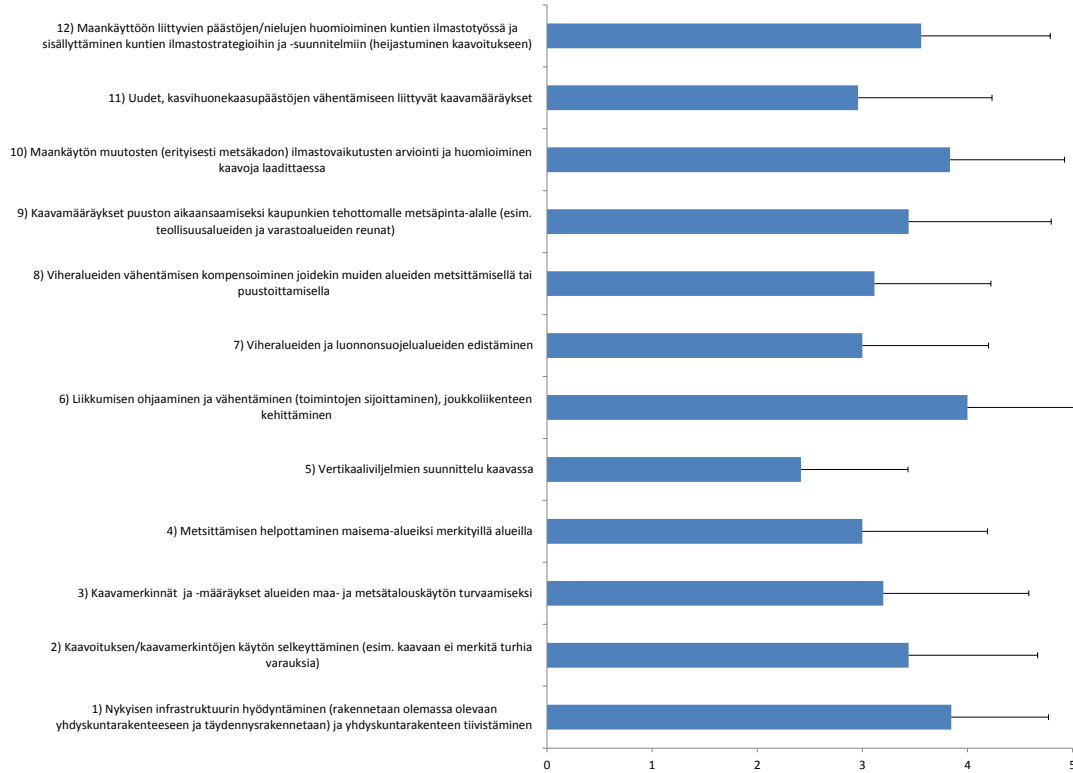 12) Maankäyttöön liittyvien päästöjen/nielujen huomioiminen kuntien ilmastotyössä ja
sisällyttäminen kuntien ilmastostrategioihin ja -suunnitelmiin (heijastuminen kaavoitukseen)
11) Uudet, kasvihuonekaasupäästöjen vähentämiseen liittyvät kaavamääräykset
10) Maankäytön muutosten (erityisesti metsäkadon) ilmastovaikutusten arviointi ja huomioiminen
kaavoja laadittaessa
9) Kaavamääräykset puuston aikaansaamiseksi kaupunkien tehottomalle metsäpinta-alalle (esim.
teollisuusalueiden ja varastoalueiden reunat)
8) Viheralueiden vähentämisen kompensoiminen joidekin muiden alueiden metsittämisellä tai
puustoittamisella
7) Viheralueiden ja luonnonsuojelualueiden edistäminen
6) Liikkumisen ohjaaminen ja vähentäminen (toimintojen sijoittaminen), joukkoliikenteen
kehittäminen
5) Vertikaaliviljelmien suunnittelu kaavassa
4) Metsittämisen helpottaminen maisema-alueiksi merkityillä alueilla
3) Kaavamerkinnät ja -määräykset alueiden maa- ja metsätalouskäytön turvaamiseksi
2) Kaavoituksen/kaavamerkintöjen käytön selkeyttäminen (esim. kaavaan ei merkitä turhia
varauksia)
1) Nykyisen infrastruktuurin hyödyntäminen (rakennetaan olemassa olevaan
yhdyskuntarakenteeseen ja täydennysrakennetaan) ja yhdyskuntarakenteen tiivistäminen
0 1 2 3 4 5